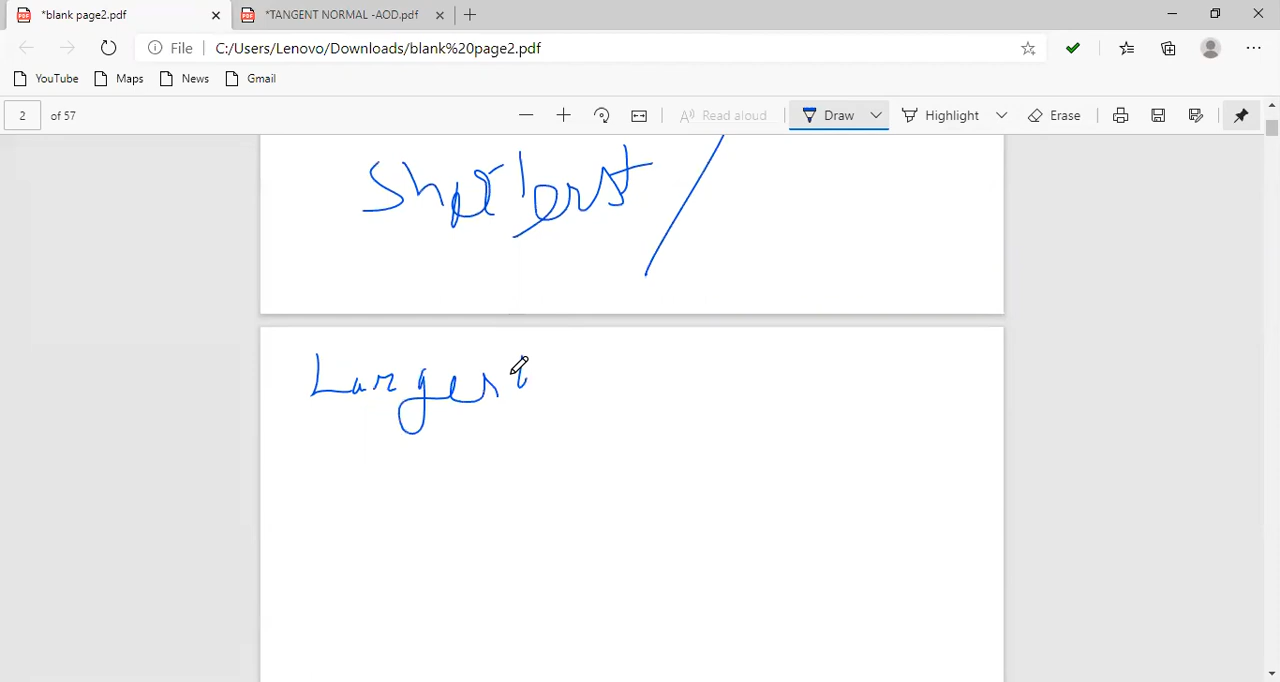 *blank page2.pdf
*TANGENT NORMAL -AOD.pdf
File C:/Users/Lenovo/Downloads/blank%20page2.pdf
YouTube Maps News Gmail
2 of 57 Read aloud Draw Highlight Erase
Shortest
Largest